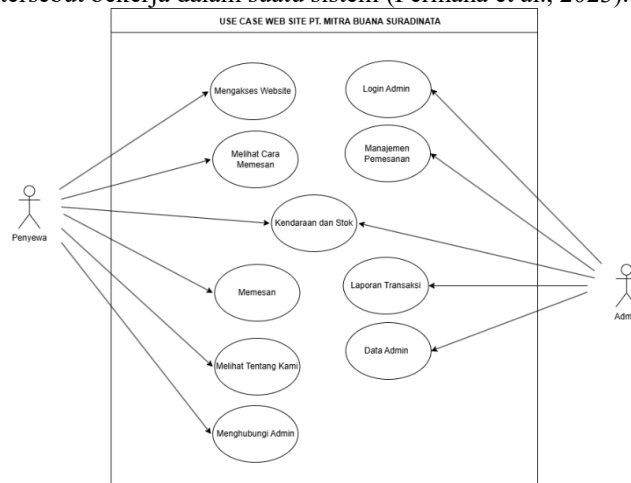 tersebut bekerja dalam suatu sistem (Permana et al., 2023).
USE CASE WEB SITE PT. MITRA BUANA SURADINATA
Mengakses Website
Login Admin
Melihat Cara
Memesan
Manajemen
Pemesanan
Penyewa
Kendaraan dan Stok
Memesan
Laporan Transaksi
Admi
Melihat Tentang Kami
Data Admin
Menghubungi Admin